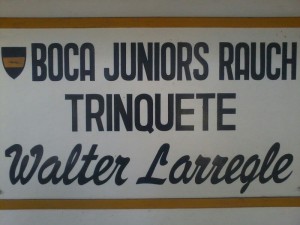 BOCA JUNIORS RAUCH
TRINQUETE
Walter Larregle